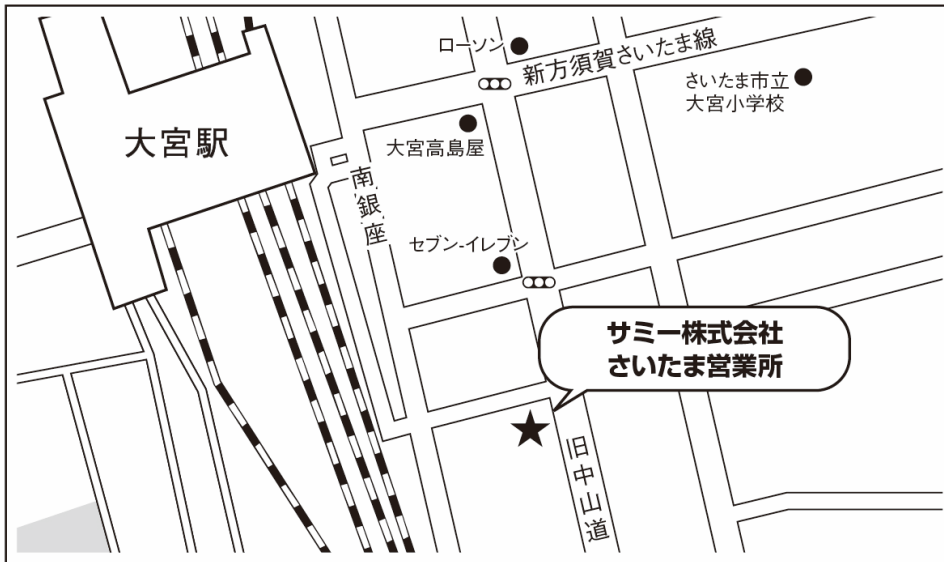 ローソン
新方須賀さいたま線
さいたま市立
大宮小学校
大宮駅
大宮高島屋
南銀座
セブン-イレブン
サミー株式会社
さいたま営業所
旧中山道